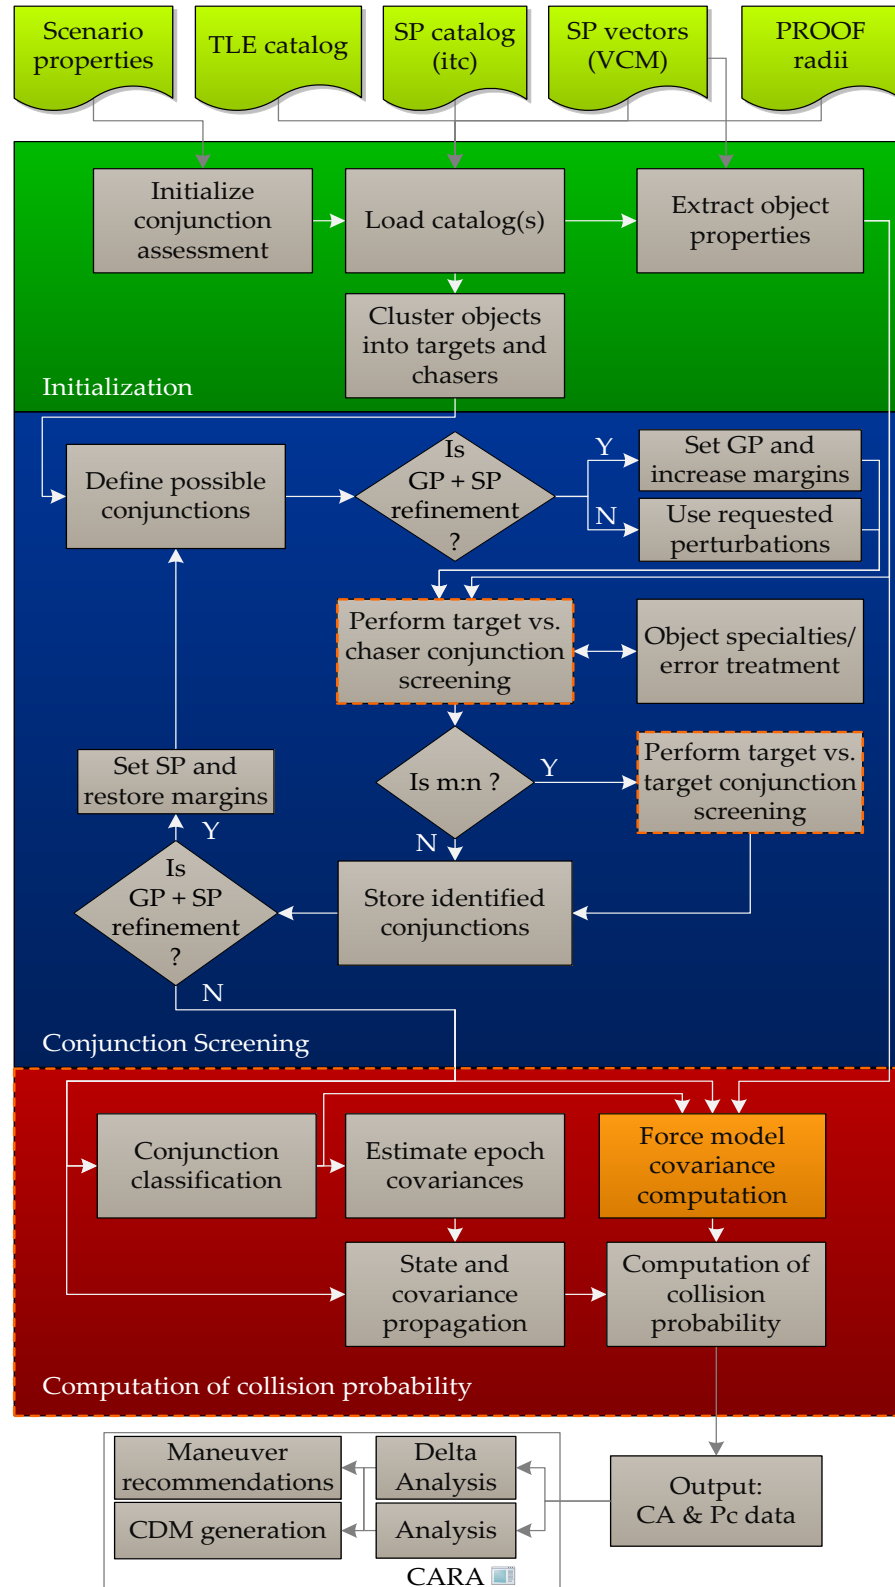 Scenario
properties
TLE catalog
SP catalog
(itc)
SP vectors
(VCM)
PROOF
radii
Initialize
conjunction
assessment
Load catalog(s)
Extract object
properties
Cluster objects
into targets and
chasers
Initialization
Define possible
conjunctions
Is
GP + SP
refinement
?
Y
N
Set GP and
increase margins
Use requested
perturbations
Perform target vs.
chaser conjunction
screening
Object specialties/
error treatment
Is m:n ?
Y
N
Perform target vs.
target conjunction
screening
Set SP and
restore margins
Y
Is
GP + SP
refinement
?
N
Store identified
conjunctions
Conjunction Screening
Conjunction
classification
Estimate epoch
covariances
Force model
covariance
computation
State and
covariance
propagation
Computation of
collision
probability
Computation of collision probability
Maneuver
recommendations
Delta
Analysis
CDM generation
Analysis
Output:
CA & Pc data
CARA